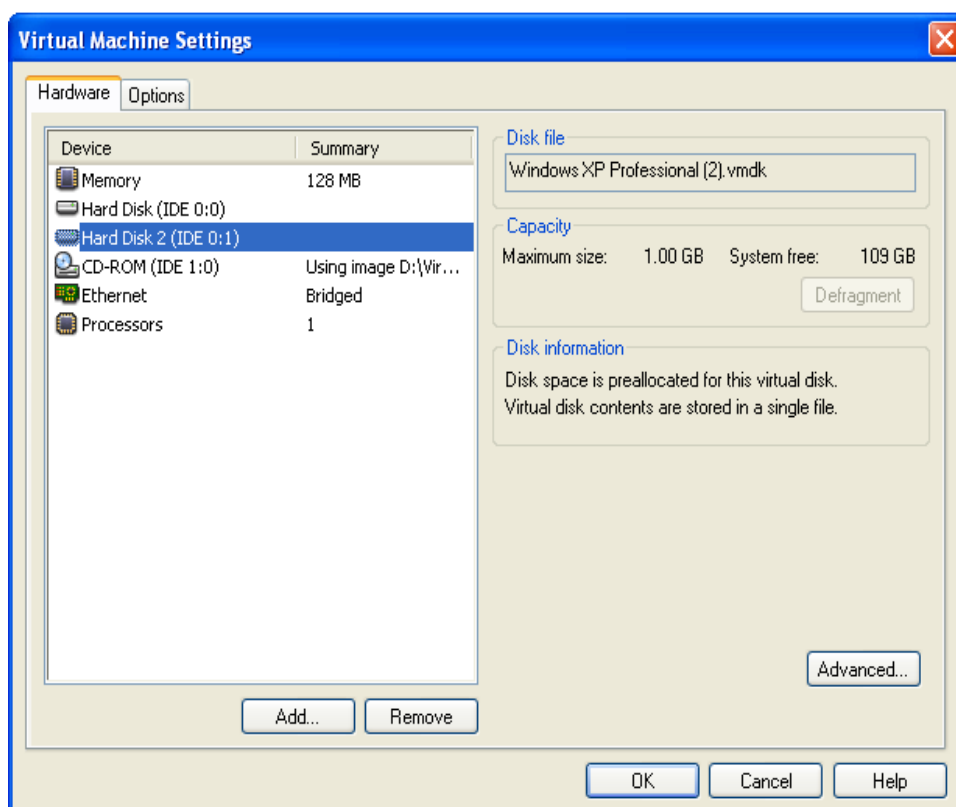 Virtual Machine Settings
Hardware Options
Device Summary
Memory 128 MB
Hard Disk (IDE 0:0)
Hard Disk 2 (IDE 0:1)
CD-ROM (IDE 1:0) Using image D:\Vir...
Ethernet Bridged
Processors 1
Add... Remove
Disk file
Windows XP Professional (2).vmdk
Capacity
Maximum size: 1.00 GB System free: 109 GB
Defragment
Disk information
Disk space is preallocated for this virtual disk.
Virtual disk contents are stored in a single file.
Advanced...
OK Cancel Help